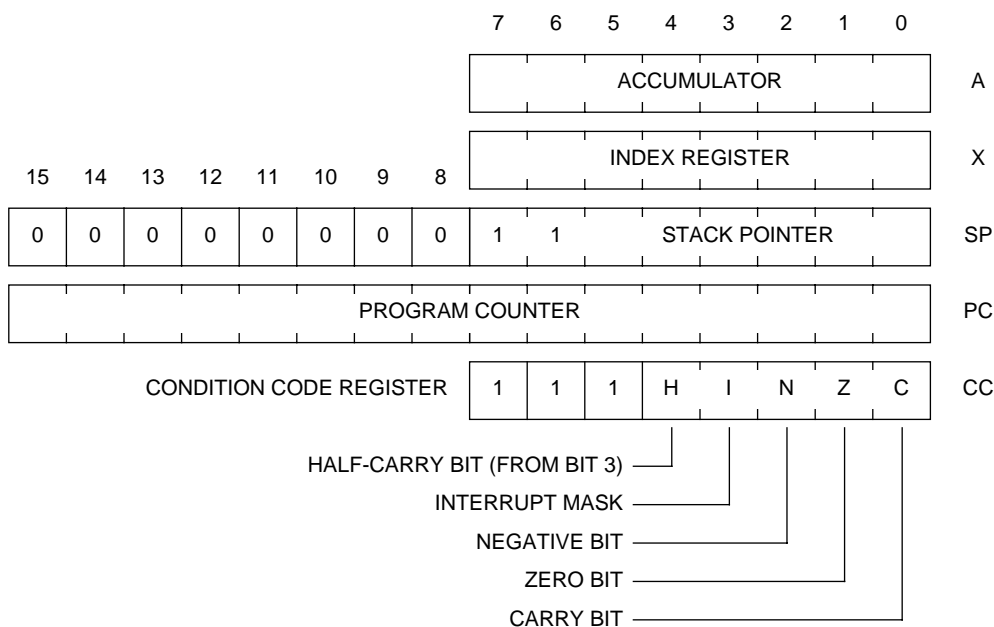 7 6 5 4 3 2 1 0
ACCUMULATOR A
INDEX REGISTER X
15 14 13 12 11 10 9 8
0 0 0 0 0 0 0 0 1 1 STACK POINTER SP
PROGRAM COUNTER PC
CONDITION CODE REGISTER 1 1 1 H I N Z C CC
HALF-CARRY BIT (FROM BIT 3)
INTERRUPT MASK
NEGATIVE BIT
ZERO BIT
CARRY BIT